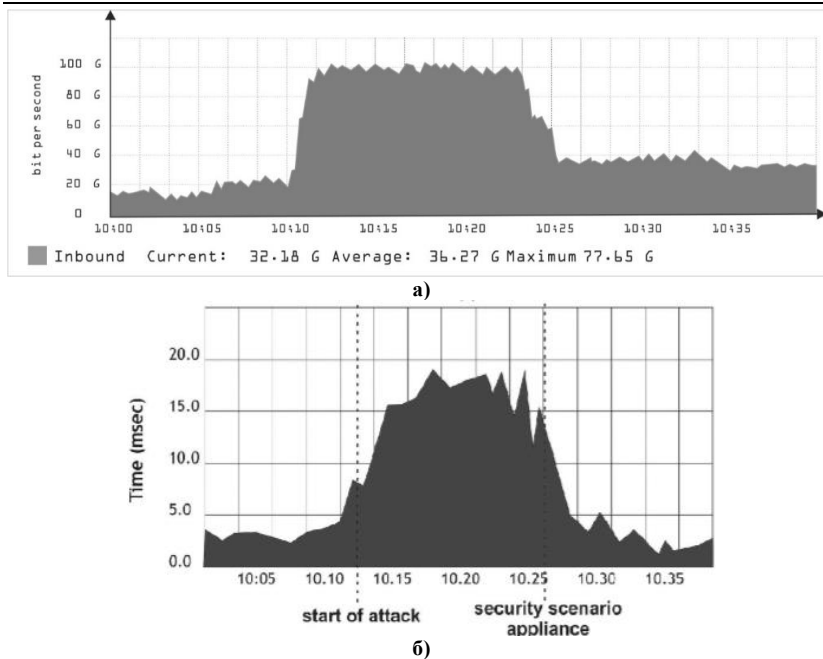 100 G
80 G
60 G
40 G
20 G
0
bit per second
10:00 10:05 10:10 10:15 10:20 10:25 10:30 10:35
Inbound Current: 32.18 G Average: 36.27 G Maximum 77.65 G
а)
20.0
15.0
10.0
5.0
0.0
Time (msec)
10:05 10.10 10.15 10.20 10.25 10.30 10.35
start of attack
security scenario
appliance
б)